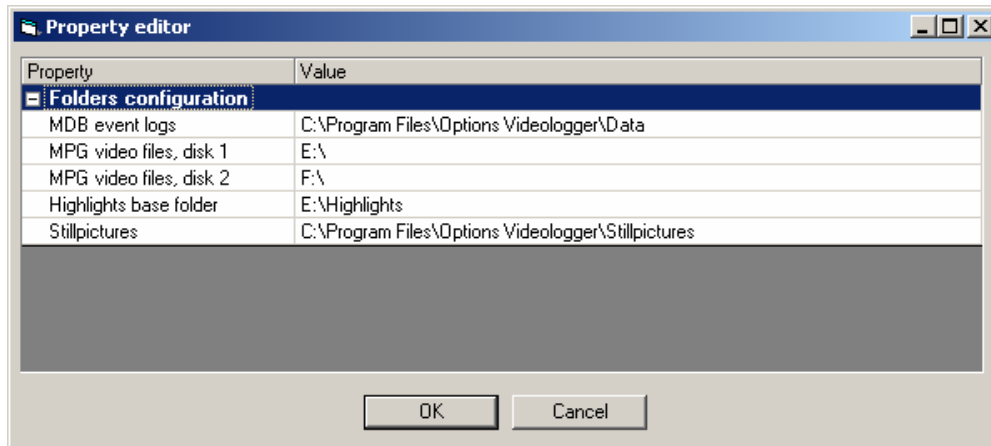 Property editor
Property Value
Folders configuration
MDB event logs C:\Program Files\Options Videologger\Data
MPG video files, disk 1 E:\
MPG video files, disk 2 F:\
Highlights base folder E:\Highlights
Stillpictures C:\Program Files\Options Videologger\Stillpictures
OK Cancel